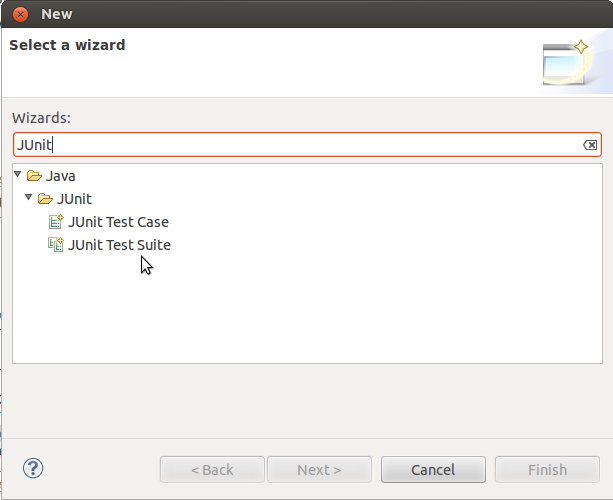 New
Select a wizard
Wizards:
JUnit
Java
JUnit
JUnit Test Case
JUnit Test Suite
< Back
Next >
Cancel
Finish